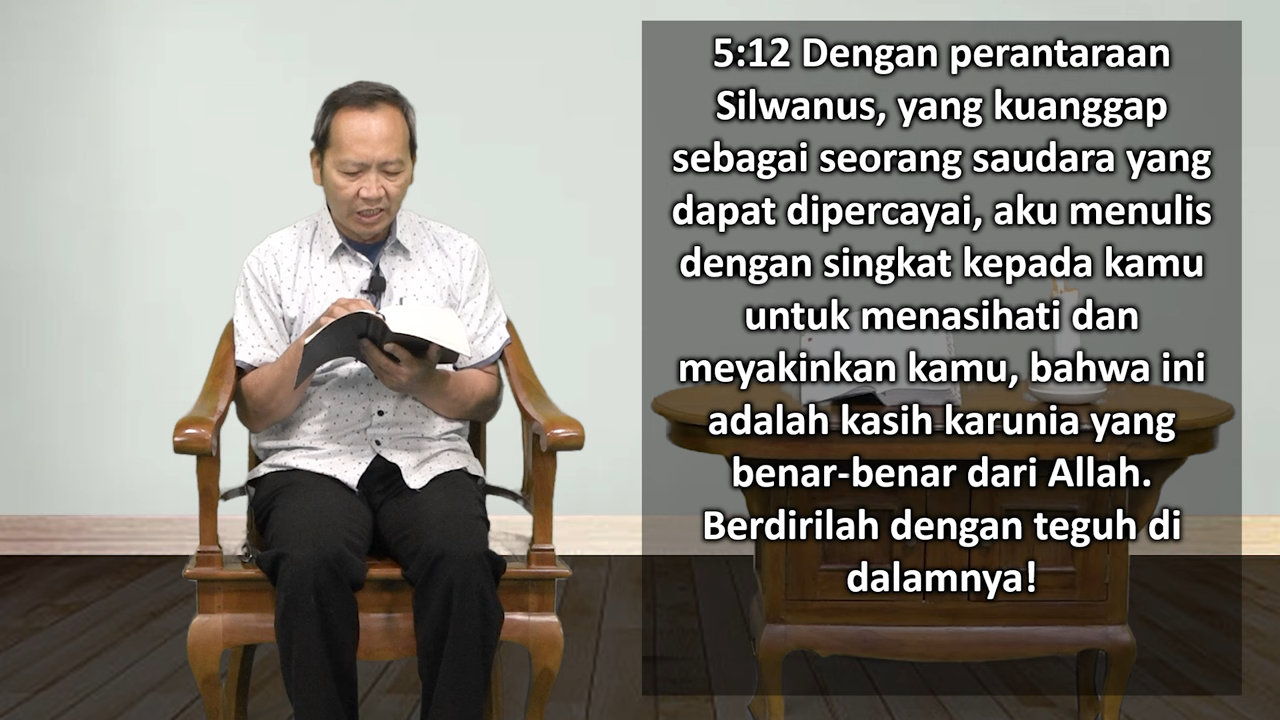 5:12 Dengan perantaraan
Silwanus, yang kuanggap
sebagai seorang saudara yang
dapat dipercayai, aku menulis
dengan singkat kepada kamu
untuk menasihati dan
meyakinkan kamu, bahwa ini
adalah kasih karunia yang
benar-benar dari Allah.
Berdirilah dengan teguh di
dalamnya!